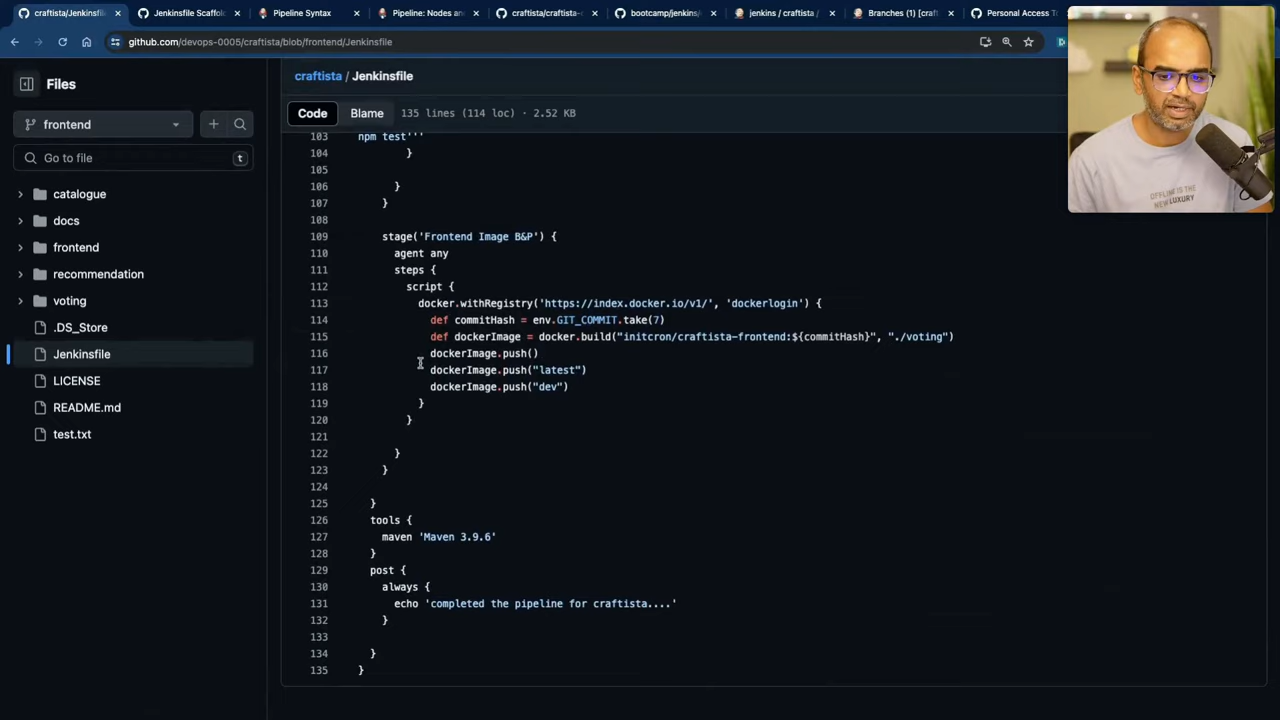 craftista/Jenkinsfil
Jenkinsfile Scaffol
Pipeline Syntax
Pipeline: Nodes an
craftista/craftista-
bootcamp/jenkins/
jenkins / craftista /
Branches (1) [craft
Personal Access T
github.com/devops-0005/craftista/blob/frontend/Jenkinsfile
Files
frontend
Go to file
t
catalogue
docs
frontend
recommendation
voting
.DS_Store
Jenkinsfile
LICENSE
README.md
test.txt
craftista / Jenkinsfile
Code
Blame
135 lines (114 loc) · 2.52 KB
103 npm test'''
104 }
105
106 }
107 }
108
109 stage('Frontend Image B&P') {
110 agent any
111 steps {
112 script {
113 docker.withRegistry('https://index.docker.io/v1/', 'dockerlogin') {
114 def commitHash = env.GIT_COMMIT.take(7)
115 def dockerImage = docker.build("initcron/craftista-frontend:${commitHash}", "./voting")
116 dockerImage.push()
117 dockerImage.push("latest")
118 dockerImage.push("dev")
119 }
120 }
121
122 }
123 }
124
125 }
126 tools {
127 maven 'Maven 3.9.6'
128 }
129 post {
130 always {
131 echo 'completed the pipeline for craftista....'
132 }
133
134 }
135 }
OFFLINE IS THE
NEW LUXURY